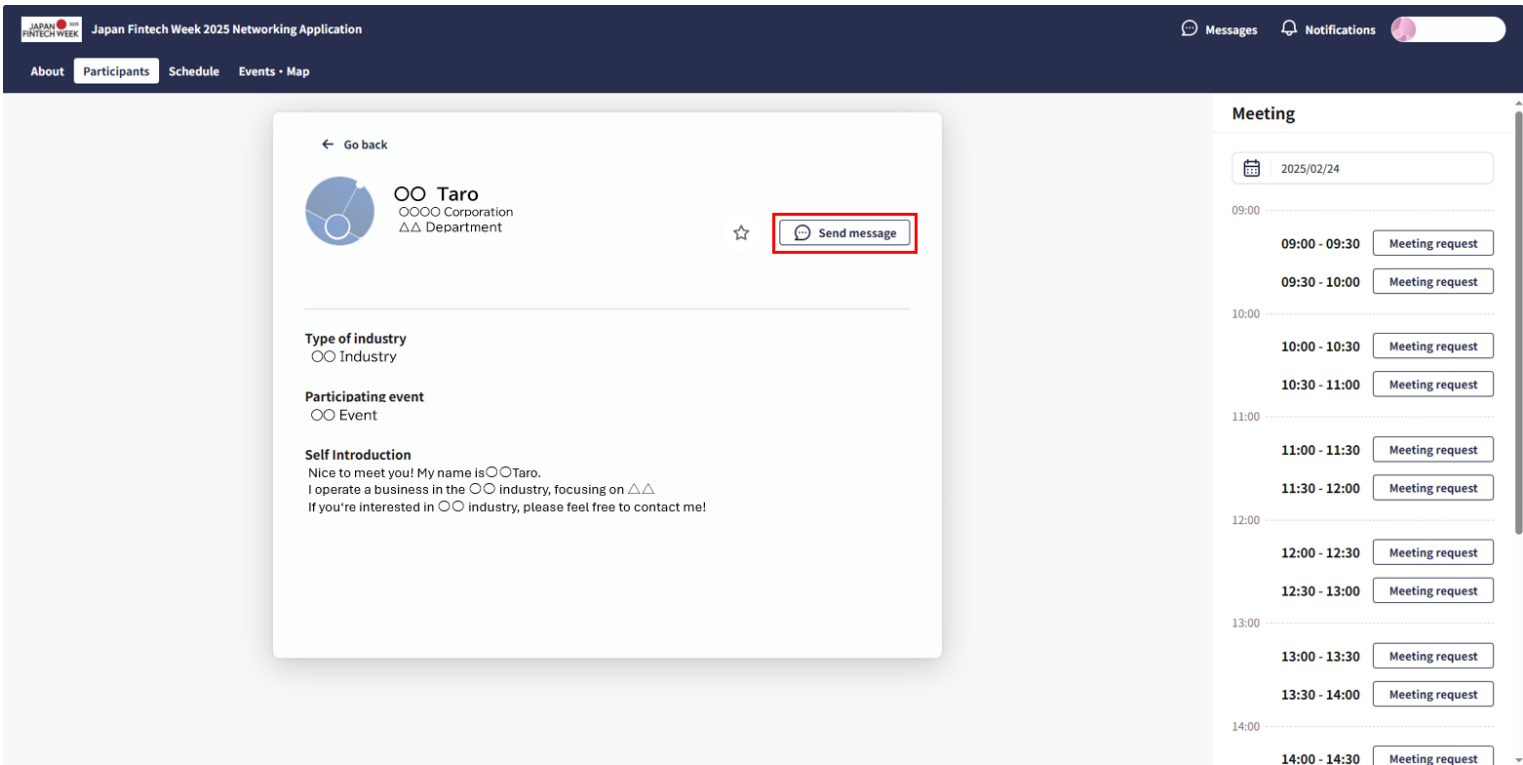 JAPAN 2025
FINTECH WEEK
Japan Fintech Week 2025 Networking Application
Messages
Notifications
About
Participants
Schedule
Events・Map
Go back
〇〇 Taro
〇〇〇〇 Corporation
△△ Department
Send message
Type of industry
〇〇 Industry
Participating event
〇〇 Event
Self Introduction
Nice to meet you! My name is〇〇Taro.
I operate a business in the 〇〇 industry, focusing on △△
If you're interested in 〇〇 industry, please feel free to contact me!
Meeting
2025/02/24
09:00
09:00 - 09:30 Meeting request
09:30 - 10:00 Meeting request
10:00
10:00 - 10:30 Meeting request
10:30 - 11:00 Meeting request
11:00
11:00 - 11:30 Meeting request
11:30 - 12:00 Meeting request
12:00
12:00 - 12:30 Meeting request
12:30 - 13:00 Meeting request
13:00
13:00 - 13:30 Meeting request
13:30 - 14:00 Meeting request
14:00
14:00 - 14:30 Meeting request